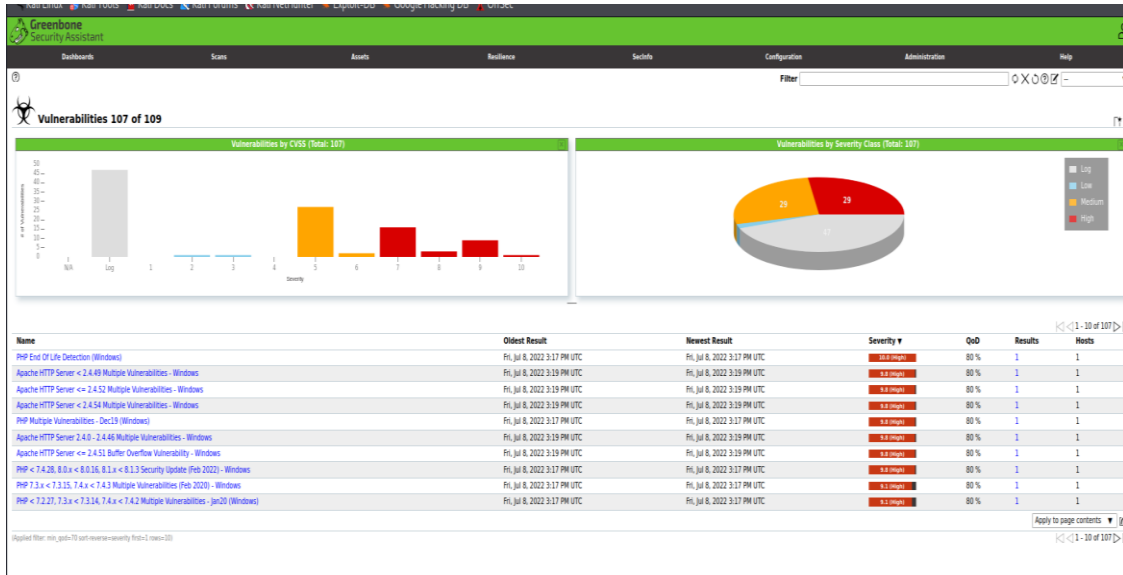 Kali Linux Kali Tools Kali Docs Kali Forums Kali NetHunter Exploit-DB Google Hacking DB OffSec
Greenbone
Security Assistant
Dashboards Scans Assets Resilience SecInfo Configuration Administration Help
Filter --
Vulnerabilities 107 of 109
Vulnerabilities by CVSS (Total: 107) Vulnerabilities by Severity Class (Total: 107)
50
45
40
35
30
25
20
15
10
5
0
# of Vulnerabilities
N/A Log 1 2 3 4 5 6 7 8 9 10
Severity
29 29
Log
Low
Medium
High
1 - 10 of 107
Name Oldest Result Newest Result Severity ▼ QoD Results Hosts
PHP End Of Life Detection (Windows) Fri, Jul 8, 2022 3:17 PM UTC Fri, Jul 8, 2022 3:17 PM UTC 10.0 (High) 80 % 1 1
Apache HTTP Server < 2.4.49 Multiple Vulnerabilities - Windows Fri, Jul 8, 2022 3:19 PM UTC Fri, Jul 8, 2022 3:19 PM UTC 9.8 (High) 80 % 1 1
Apache HTTP Server <= 2.4.52 Multiple Vulnerabilities - Windows Fri, Jul 8, 2022 3:19 PM UTC Fri, Jul 8, 2022 3:19 PM UTC 9.8 (High) 80 % 1 1
Apache HTTP Server < 2.4.54 Multiple Vulnerabilities - Windows Fri, Jul 8, 2022 3:19 PM UTC Fri, Jul 8, 2022 3:19 PM UTC 9.8 (High) 80 % 1 1
PHP Multiple Vulnerabilities - Dec19 (Windows) Fri, Jul 8, 2022 3:17 PM UTC Fri, Jul 8, 2022 3:17 PM UTC 9.8 (High) 80 % 1 1
Apache HTTP Server 2.4.0 - 2.4.46 Multiple Vulnerabilities - Windows Fri, Jul 8, 2022 3:19 PM UTC Fri, Jul 8, 2022 3:19 PM UTC 9.8 (High) 80 % 1 1
Apache HTTP Server <= 2.4.51 Buffer Overflow Vulnerability - Windows Fri, Jul 8, 2022 3:19 PM UTC Fri, Jul 8, 2022 3:19 PM UTC 9.8 (High) 80 % 1 1
PHP < 7.4.28, 8.0.x < 8.0.16, 8.1.x < 8.1.3 Security Update (Feb 2022) - Windows Fri, Jul 8, 2022 3:17 PM UTC Fri, Jul 8, 2022 3:17 PM UTC 9.8 (High) 80 % 1 1
PHP 7.3.x < 7.3.15, 7.4.x < 7.4.3 Multiple Vulnerabilities (Feb 2020) - Windows Fri, Jul 8, 2022 3:17 PM UTC Fri, Jul 8, 2022 3:17 PM UTC 9.1 (High) 80 % 1 1
PHP < 7.2.27, 7.3.x < 7.3.14, 7.4.x < 7.4.2 Multiple Vulnerabilities - Jan20 (Windows) Fri, Jul 8, 2022 3:17 PM UTC Fri, Jul 8, 2022 3:17 PM UTC 9.1 (High) 80 % 1 1
Apply to page contents ▼
(Applied filter: min_qod=70 sort-reverse=severity first=1 rows=10) 1 - 10 of 107